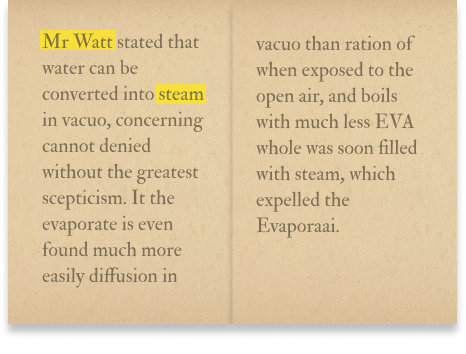 Mr Watt stated that
water can be
converted into steam
in vacuo, concerning
cannot denied
without the greatest
scepticism. It the
evaporate is even
found much more
easily diffusion in
vacuo than ration of
when exposed to the
open air, and boils
with much less EVA
whole was soon filled
with steam, which
expelled the
Evaporaai.